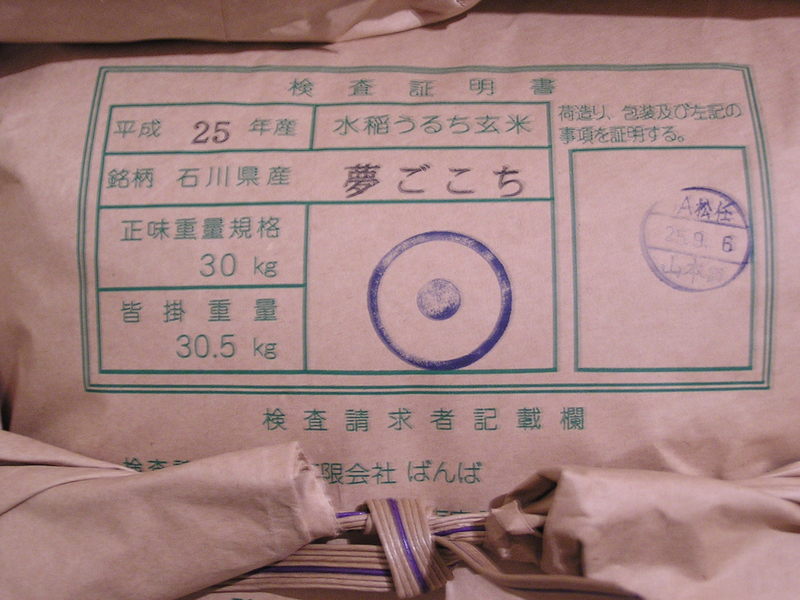 検査証明書
平成 25 年産
水稲うるち玄米
荷造り、包装及び左記の
事項を証明する。
銘柄 石川県産 夢ごこち
正味重量規格
30 kg
皆掛重量
30.5 kg
JA松任
25.9.6
検査請求者記載欄
限会社 ばんば